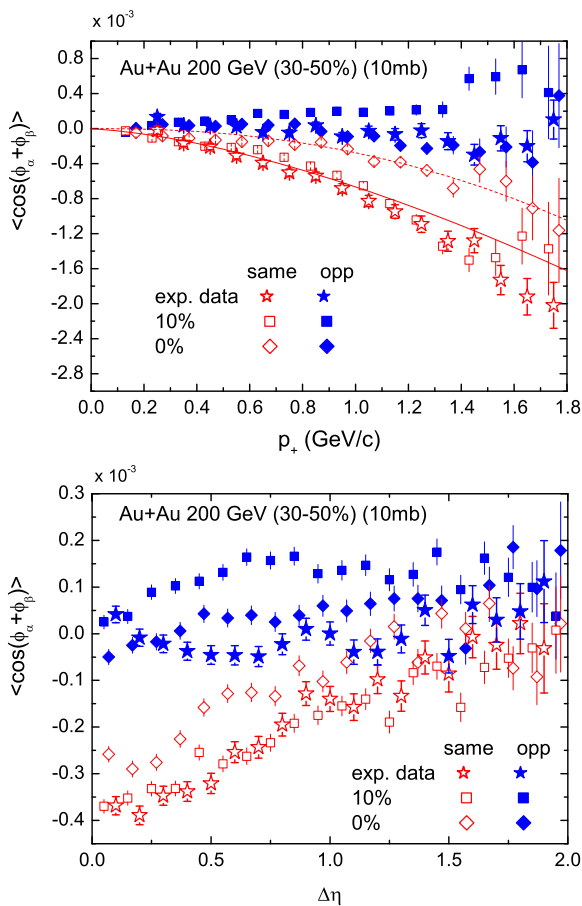 x 10⁻³
Au+Au 200 GeV (30-50%) (10mb)
0.8
0.4
0.0
-0.4
-0.8
-1.2
-1.6
-2.0
-2.4
-2.8
<cos(ϕα+ϕβ)>
same opp
exp. data
10%
0%
0.0 0.2 0.4 0.6 0.8 1.0 1.2 1.4 1.6 1.8
p₊ (GeV/c)
x 10⁻³
Au+Au 200 GeV (30-50%) (10mb)
0.3
0.2
0.1
0.0
-0.1
-0.2
-0.3
-0.4
<cos(ϕα+ϕβ)>
same opp
exp. data
10%
0%
0.0 0.5 1.0 1.5 2.0
Δη